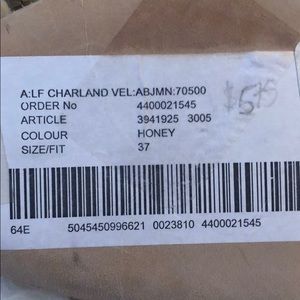 A:LF CHARLAND VEL:ABJMN:70500
ORDER No 4400021545
ARTICLE 3941925 3005
COLOUR HONEY
SIZE/FIT 37
64E 5045450996621 0023810 4400021545